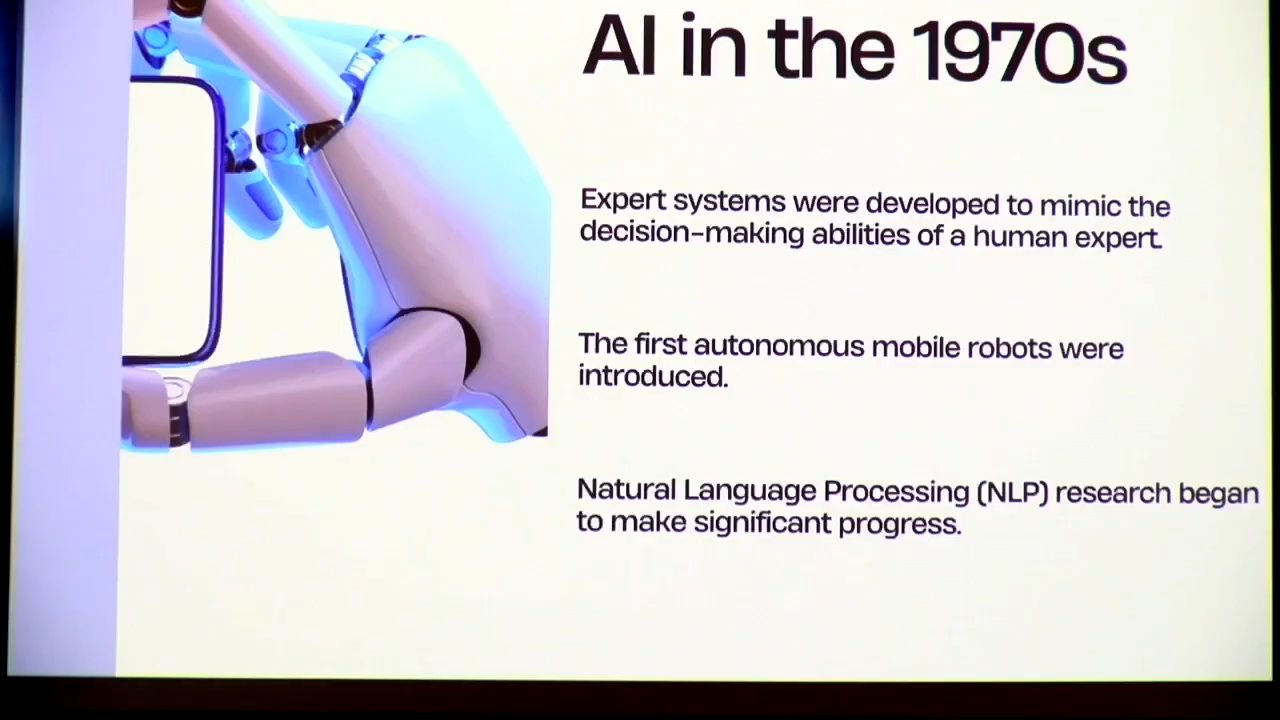 AI in the 1970s
Expert systems were developed to mimic the
decision-making abilities of a human expert.
The first autonomous mobile robots were
introduced.
Natural Language Processing (NLP) research began
to make significant progress.